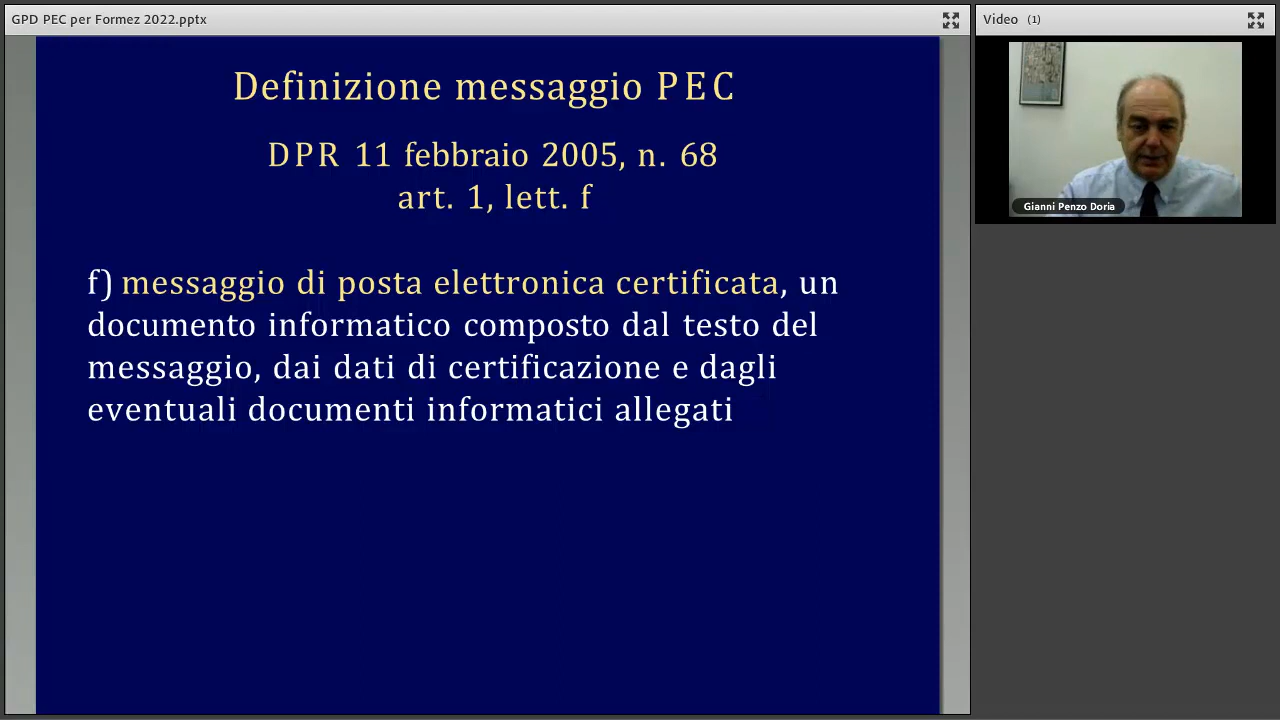 GPD PEC per Formez 2022.pptx
Definizione messaggio PEC
DPR 11 febbraio 2005, n. 68
art. 1, lett. f
f) messaggio di posta elettronica certificata, un
documento informatico composto dal testo del
messaggio, dai dati di certificazione e dagli
eventuali documenti informatici allegati
Video (1)
Gianni Penzo Doria